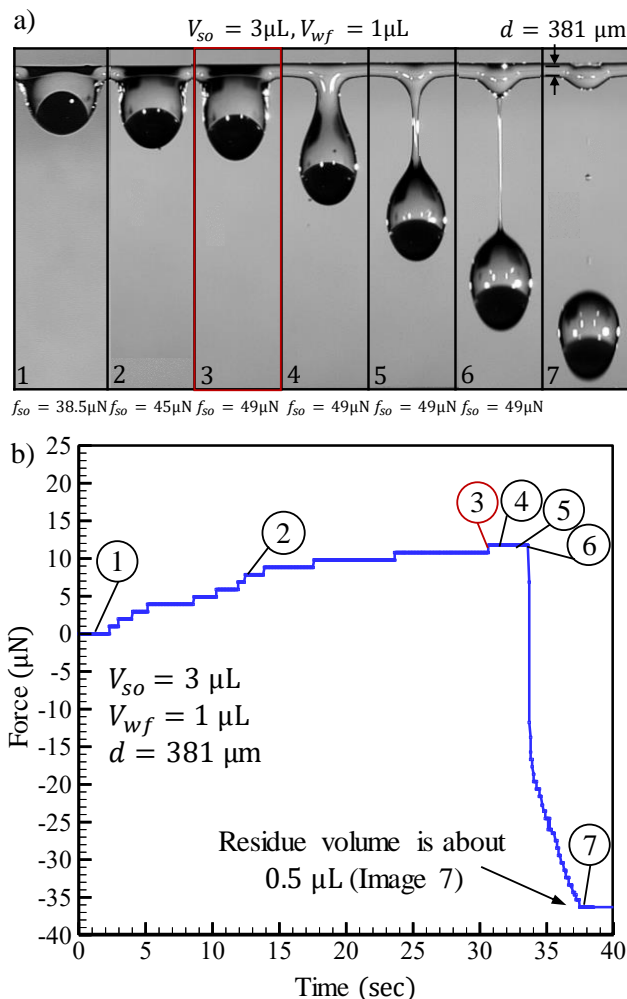 a)
V_so = 3μL, V_wf = 1μL
d = 381 μm
1
2
3
4
5
6
7
f_so = 38.5μN f_so = 45μN f_so = 49μN f_so = 49μN f_so = 49μN f_so = 49μN
b)
25
20
15
10
5
0
-5
-10
-15
-20
-25
-30
-35
-40
Force (μN)
1
2
3
4
5
6
7
V_so = 3 μL
V_wf = 1 μL
d = 381 μm
Residue volume is about
0.5 μL (Image 7)
0 5 10 15 20 25 30 35 40
Time (sec)